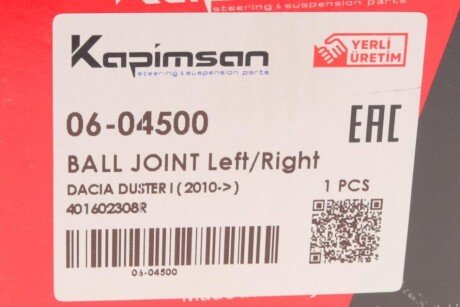 steering & suspension parts
Kapimsan
steering & suspension parts
YERLİ
ÜRETİM
06-04500
EAC
BALL JOINT Left/Right
DACIA DUSTER I ( 2010-> )
1 PCS
401602308R
06-04500